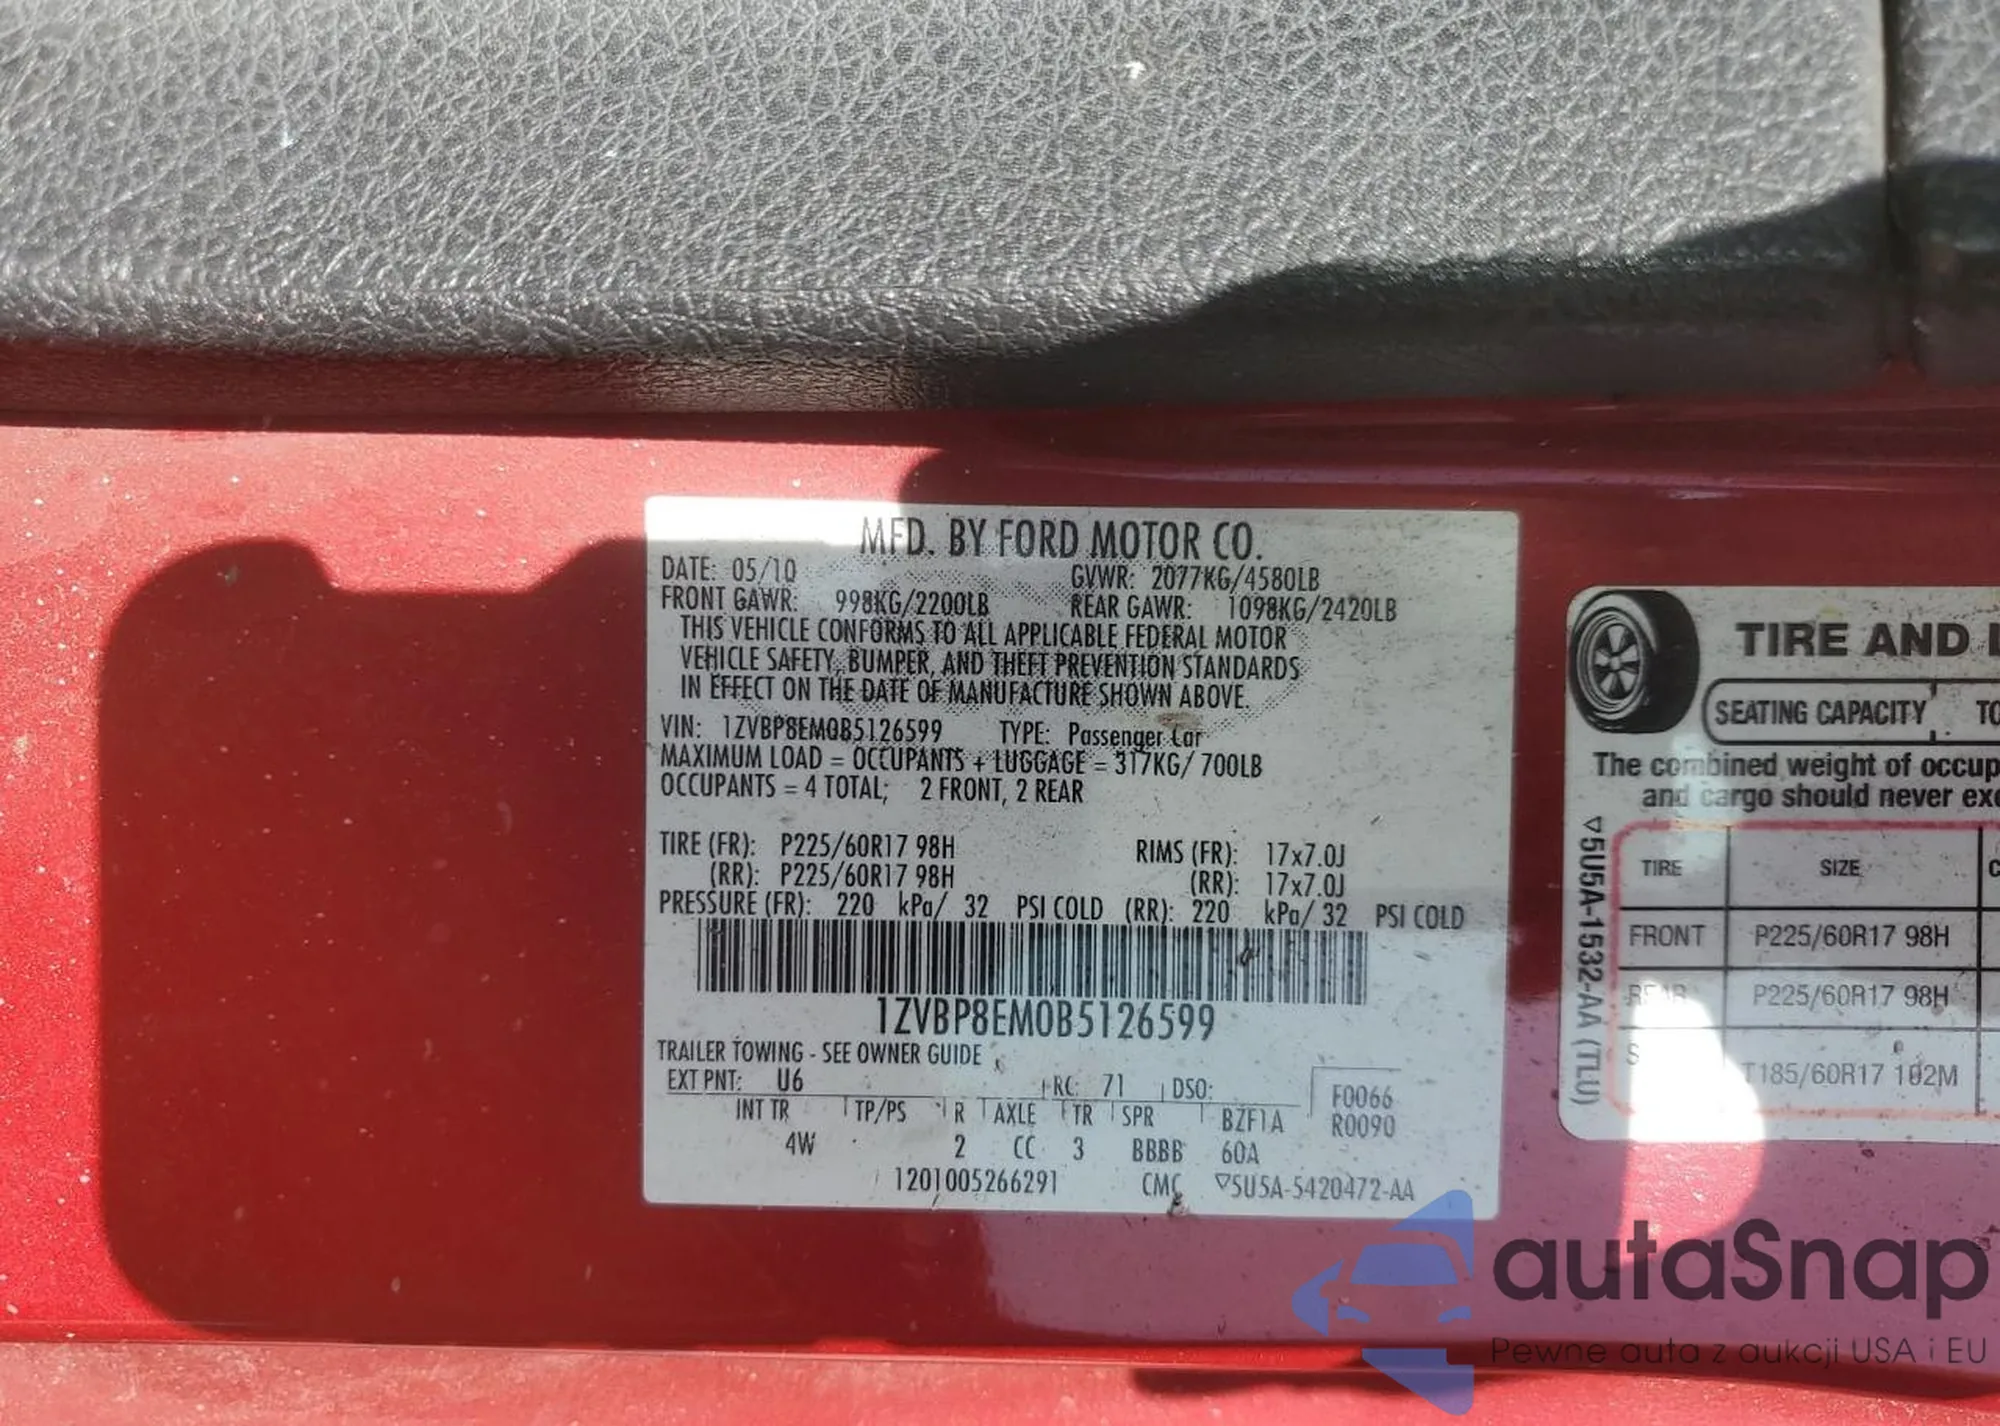 MFD. BY FORD MOTOR CO.
DATE: 05/10 GVWR: 2077KG/4580LB
FRONT GAWR: 998KG/2200LB REAR GAWR: 1098KG/2420LB
THIS VEHICLE CONFORMS TO ALL APPLICABLE FEDERAL MOTOR
VEHICLE SAFETY, BUMPER, AND THEFT PREVENTION STANDARDS
IN EFFECT ON THE DATE OF MANUFACTURE SHOWN ABOVE.
VIN: 1ZVBP8EM0B5126599 TYPE: Passenger Car
MAXIMUM LOAD = OCCUPANTS + LUGGAGE = 317KG/ 700LB
OCCUPANTS = 4 TOTAL; 2 FRONT, 2 REAR
TIRE (FR): P225/60R17 98H RIMS (FR): 17x7.0J
(RR): P225/60R17 98H (RR): 17x7.0J
PRESSURE (FR): 220 kPa/ 32 PSI COLD (RR): 220 kPa/ 32 PSI COLD
1ZVBP8EM0B5126599
TRAILER TOWING - SEE OWNER GUIDE
EXT PNT: U6 RC: 71 DSO: F0066
INT TR TP/PS R AXLE TR SPR BZF1A R0090
4W 2 CC 3 BBBB 60A
1201005266291 CMC ▽5U5A-5420472-AA
TIRE AND L
SEATING CAPACITY TO
The combined weight of occup
and cargo should never exc
▽5U5A-1532-AA (TLU)
TIRE SIZE C
FRONT P225/60R17 98H
REAR P225/60R17 98H
S T185/60R17 102M
autaSnap
Pewne auta z aukcji USA i EU